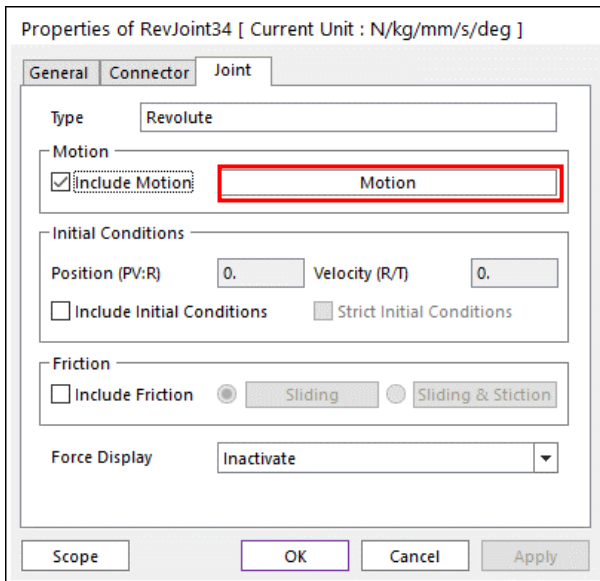 Properties of RevJoint34 [ Current Unit : N/kg/mm/s/deg ]
General Connector Joint
Type Revolute
Motion
Include Motion Motion
Initial Conditions
Position (PV:R) 0. Velocity (R/T) 0.
Include Initial Conditions Strict Initial Conditions
Friction
Include Friction Sliding Sliding & Stiction
Force Display Inactivate
Scope OK Cancel Apply